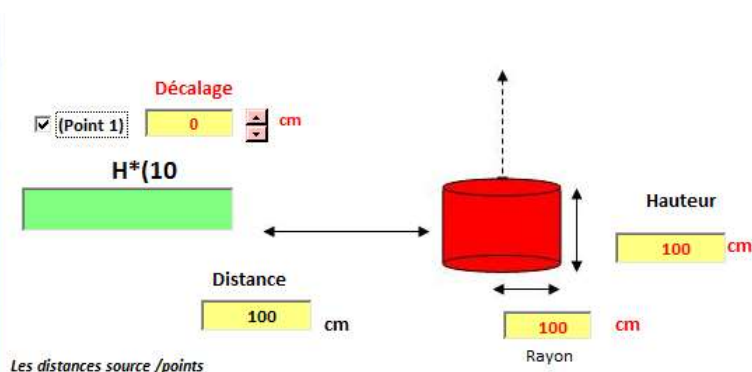 Décalage
(Point 1) 0 cm
H*(10
Hauteur
100 cm
Distance
100 cm
100 cm
Rayon
Les distances source /points